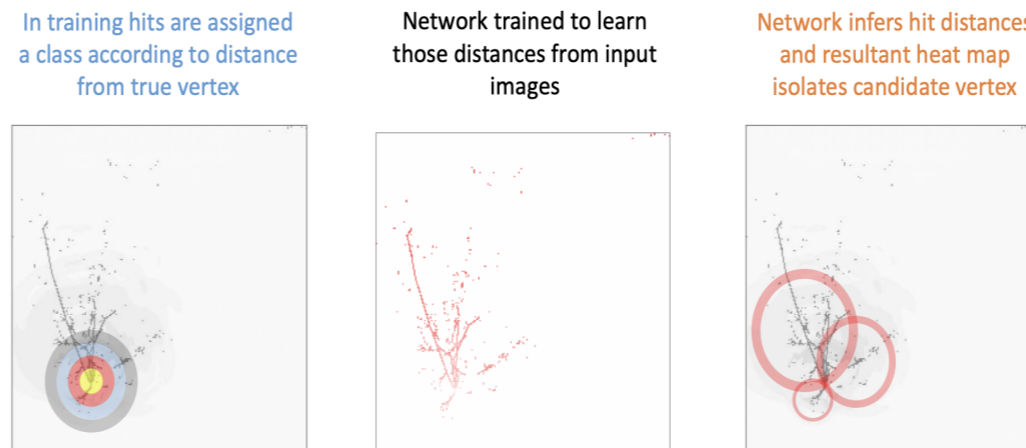 In training hits are assigned
a class according to distance
from true vertex
Network trained to learn
those distances from input
images
Network infers hit distances
and resultant heat map
isolates candidate vertex